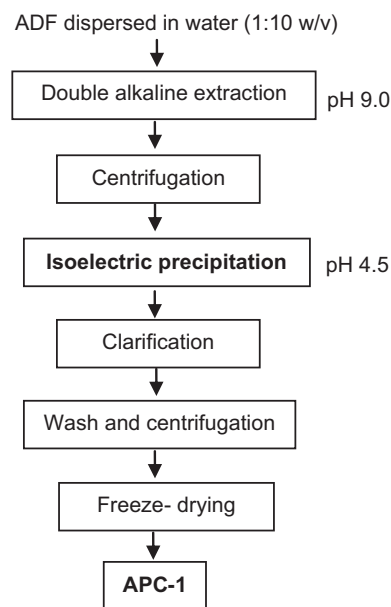 ADF dispersed in water (1:10 w/v)
Double alkaline extraction
pH 9.0
Centrifugation
Isoelectric precipitation
pH 4.5
Clarification
Wash and centrifugation
Freeze- drying
APC-1